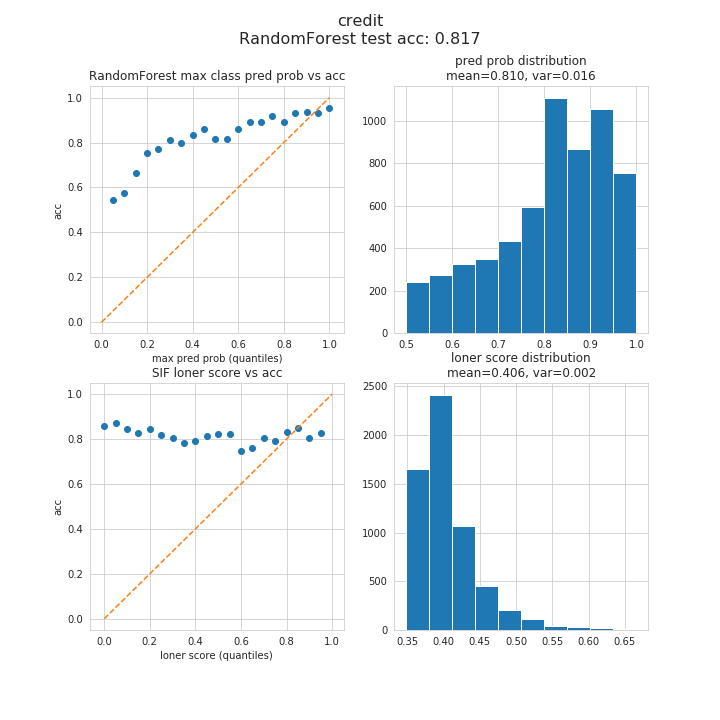 credit
RandomForest test acc: 0.817
RandomForest max class pred prob vs acc
1.0
0.8
0.6
0.4
0.2
0.0
acc
0.0 0.2 0.4 0.6 0.8 1.0
max pred prob (quantiles)
pred prob distribution
mean=0.810, var=0.016
1000
800
600
400
200
0
0.5 0.6 0.7 0.8 0.9 1.0
SIF loner score vs acc
1.0
0.8
0.6
0.4
0.2
0.0
acc
0.0 0.2 0.4 0.6 0.8 1.0
loner score (quantiles)
loner score distribution
mean=0.406, var=0.002
2500
2000
1500
1000
500
0
0.35 0.40 0.45 0.50 0.55 0.60 0.65